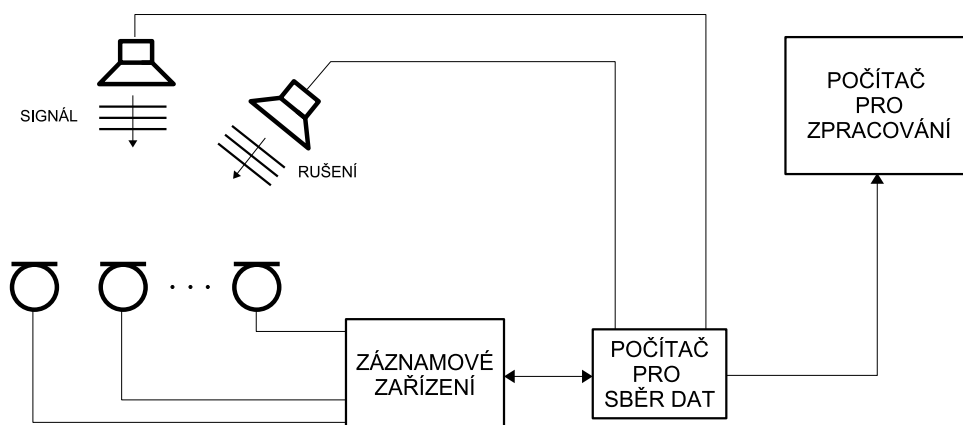 SIGNÁL
RUŠENÍ
POČÍTAČ
PRO
ZPRACOVÁNÍ
ZÁZNAMOVÉ
ZAŘÍZENÍ
POČÍTAČ
PRO
SBĚR DAT